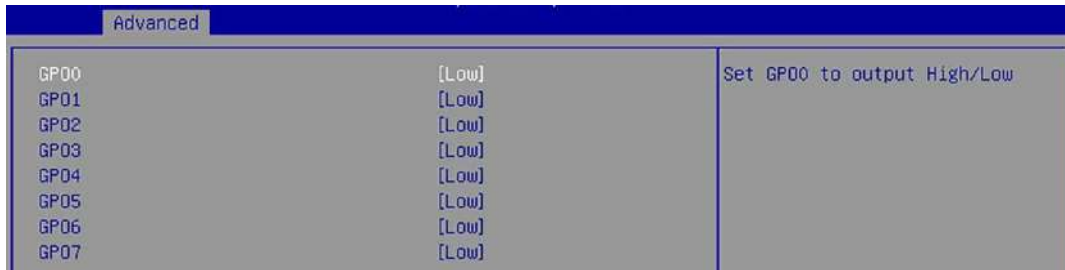 Advanced
GPO0 [Low] Set GPO0 to output High/Low
GPO1 [Low]
GPO2 [Low]
GPO3 [Low]
GPO4 [Low]
GPO5 [Low]
GPO6 [Low]
GPO7 [Low]